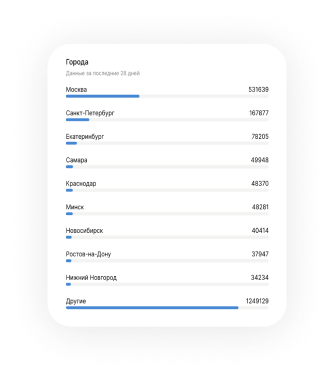 Города
Данные за последние 28 дней
Москва 531639
Санкт-Петербург 167877
Екатеринбург 78205
Самара 49948
Краснодар 48370
Минск 48281
Новосибирск 40414
Ростов-на-Дону 37947
Нижний Новгород 34234
Другие 1249129